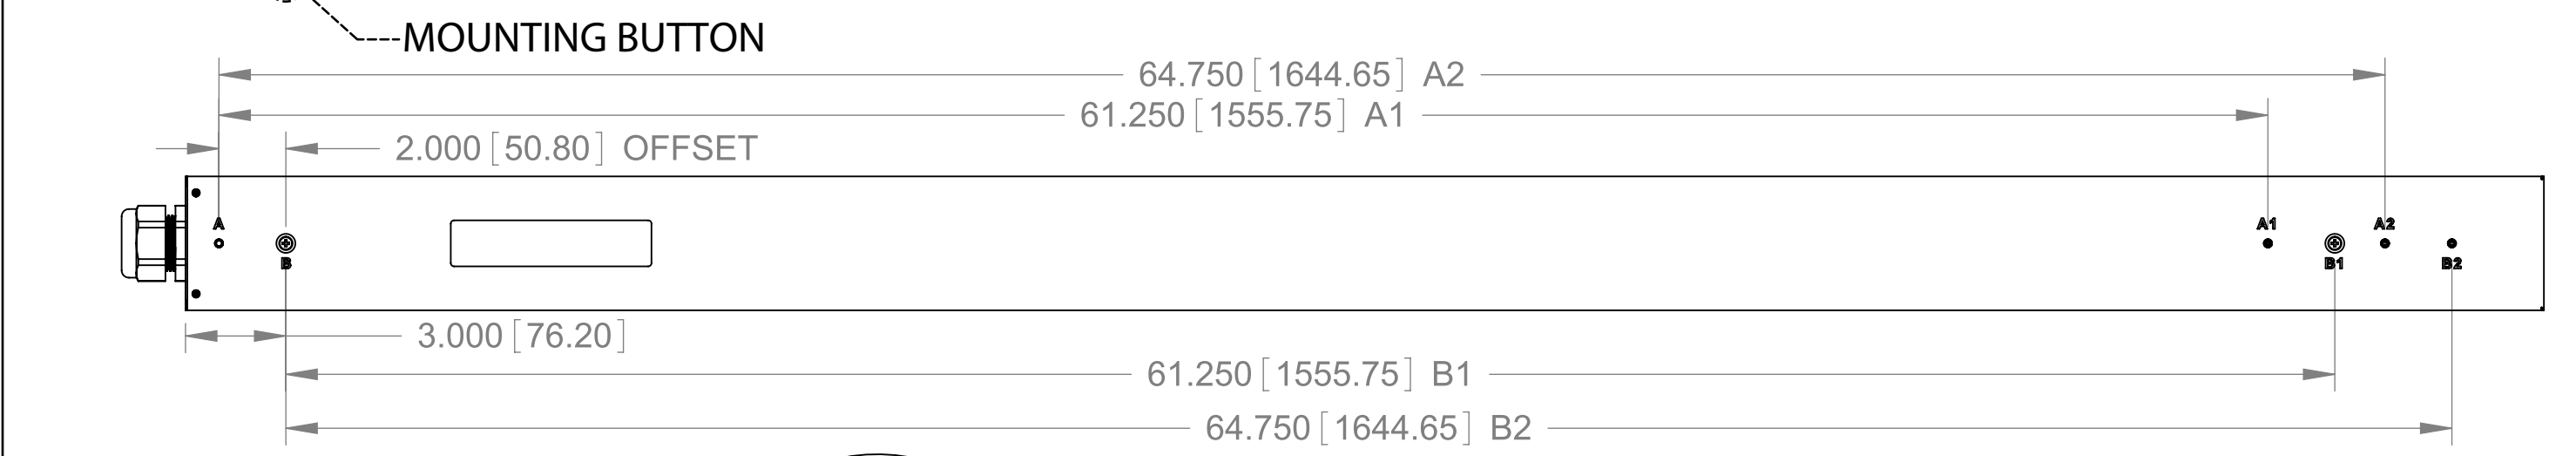 MOUNTING BUTTON
64.750 [1644.65] A2
61.250 [1555.75] A1
2.000 [50.80] OFFSET
A
A1
A2
B
B1
B2
3.000 [76.20]
61.250 [1555.75] B1
64.750 [1644.65] B2